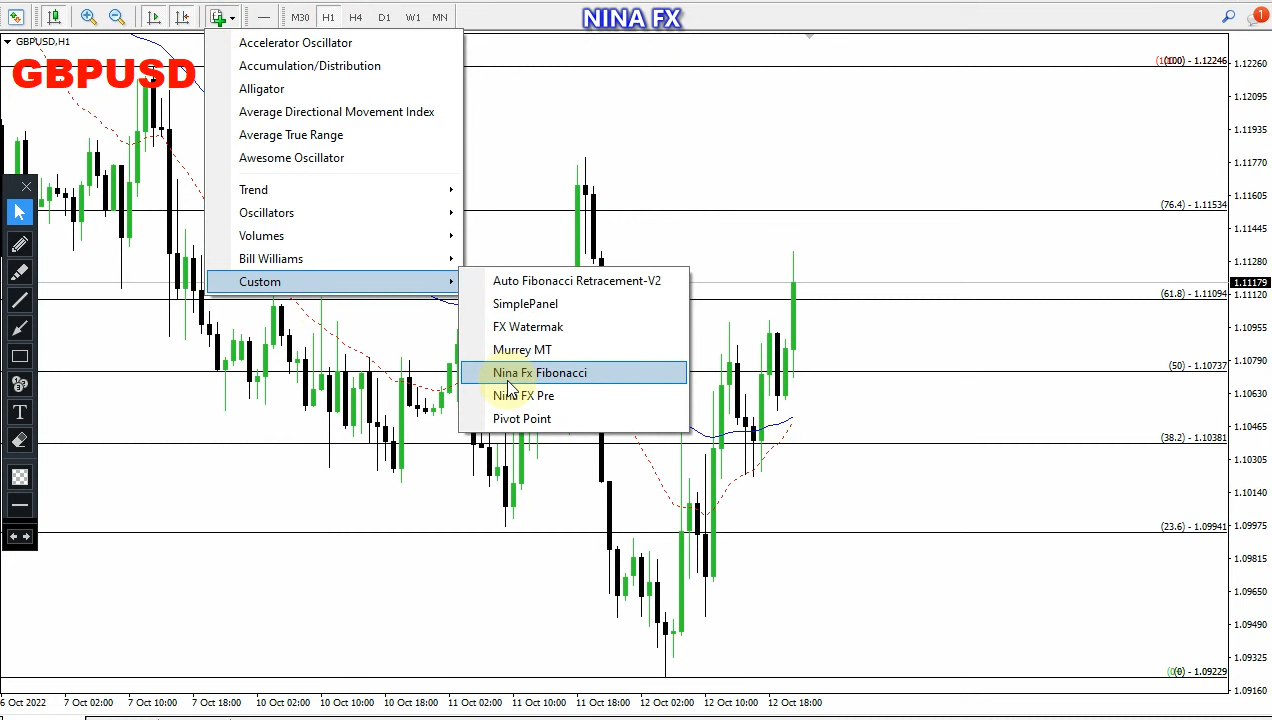 M30 H1 H4 D1 W1 MN
NINA FX
1
GBPUSD,H1
GBPUSD
Accelerator Oscillator
Accumulation/Distribution
Alligator
Average Directional Movement Index
Average True Range
Awesome Oscillator
Trend
Oscillators
Volumes
Bill Williams
Custom
Auto Fibonacci Retracement-V2
SimplePanel
FX Watermak
Murrey MT
Nina Fx Fibonacci
Nina FX Pre
Pivot Point
T
(100) - 1.12246
(76.4) - 1.11534
(61.8) - 1.11094
(50) - 1.10737
(38.2) - 1.10381
(23.6) - 1.09941
(0) - 1.09229
1.12260
1.12095
1.11935
1.11770
1.11605
1.11445
1.11280
1.11179
1.11120
1.10955
1.10790
1.10630
1.10465
1.10305
1.10140
1.09975
1.09815
1.09650
1.09490
1.09325
1.09160
6 Oct 2022
7 Oct 02:00
7 Oct 10:00
7 Oct 18:00
10 Oct 02:00
10 Oct 10:00
10 Oct 18:00
11 Oct 02:00
11 Oct 10:00
11 Oct 18:00
12 Oct 02:00
12 Oct 10:00
12 Oct 18:00